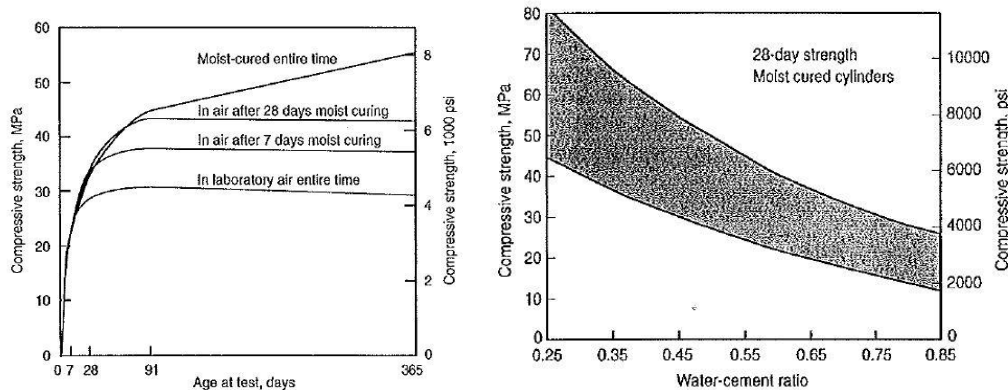 60
50
40
30
20
10
0
Compressive strength, MPa
Moist-cured entire time
In air after 28 days moist curing
In air after 7 days moist curing
In laboratory air entire time
8
6
4
2
0
Compressive strength, 1000 psi
0 7 28 91 365
Age at test, days
80
70
60
50
40
30
20
10
0
Compressive strength, MPa
28-day strength
Moist cured cylinders
10000
8000
6000
4000
2000
0
Compressive strength, psi
0.25 0.35 0.45 0.55 0.65 0.75 0.85
Water-cement ratio